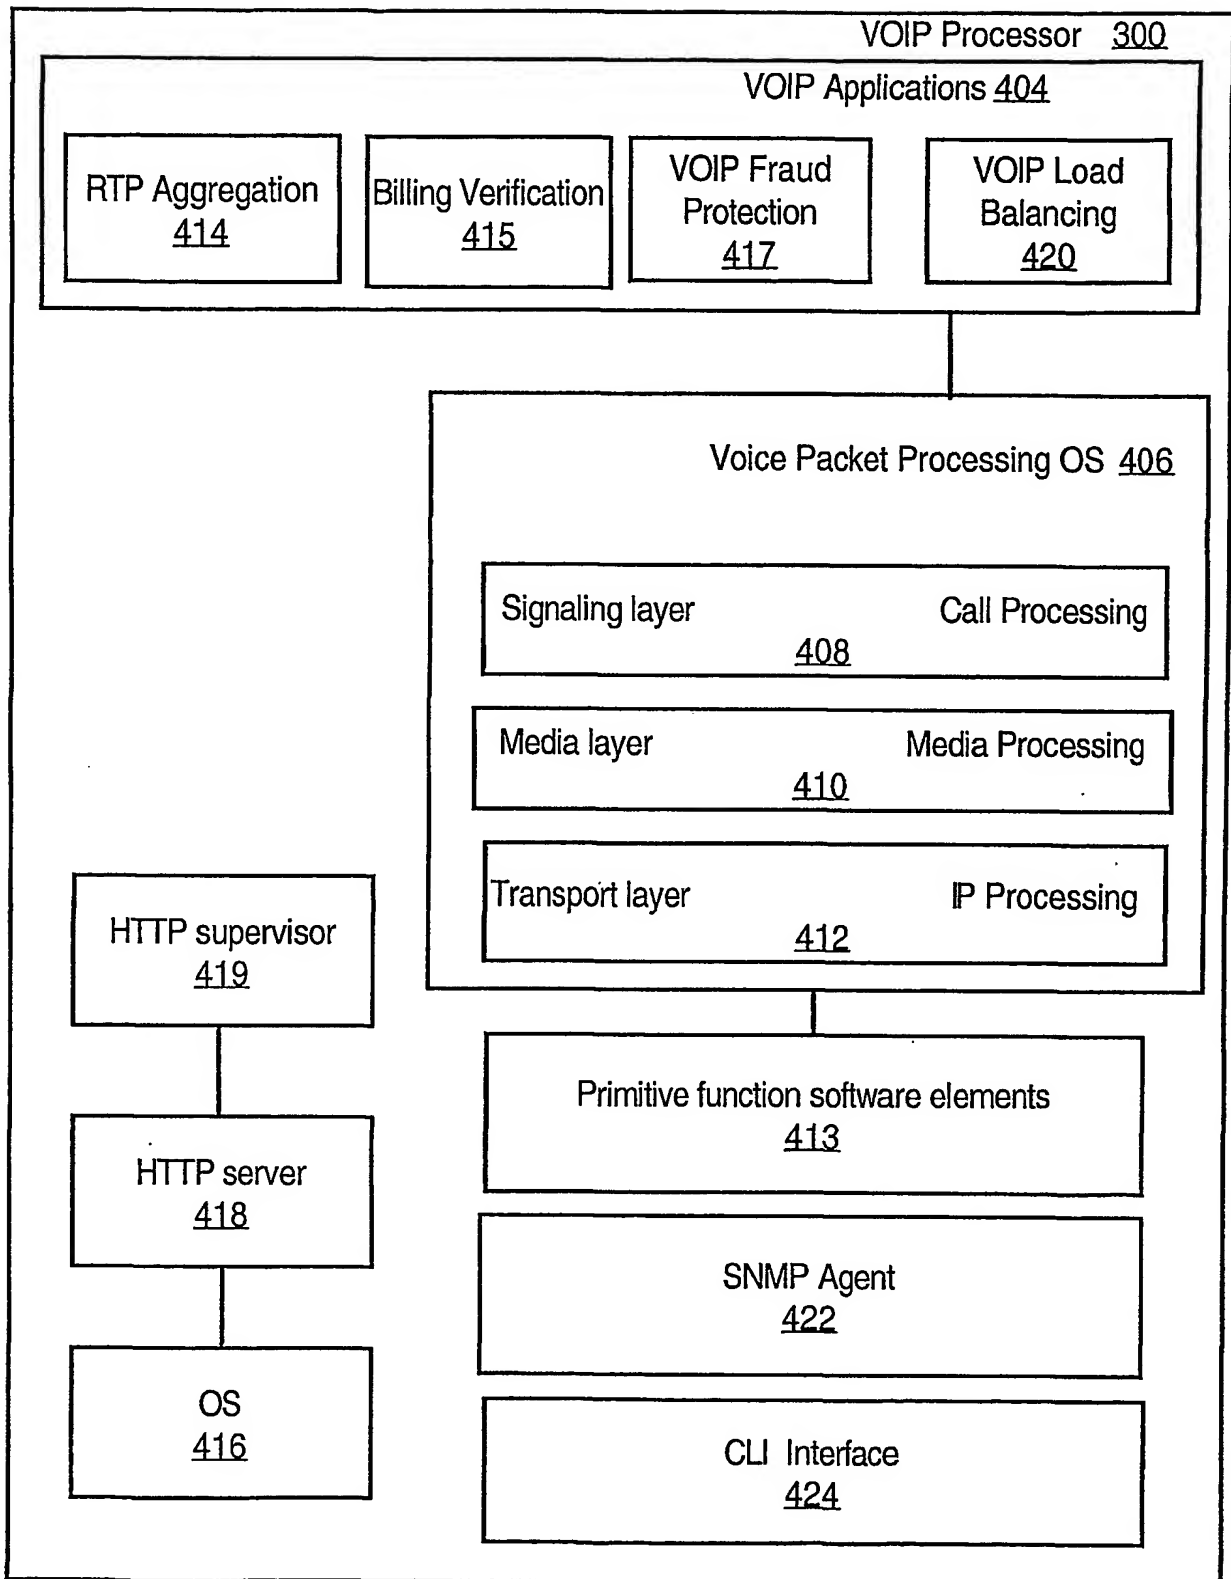 VOIP Processor 300
VOIP Applications 404
RTP Aggregation
414
Billing Verification
415
VOIP Fraud
Protection
417
VOIP Load
Balancing
420
Voice Packet Processing OS 406
Signaling layer Call Processing
408
Media layer Media Processing
410
Transport layer IP Processing
412
HTTP supervisor
419
HTTP server
418
OS
416
Primitive function software elements
413
SNMP Agent
422
CLI Interface
424